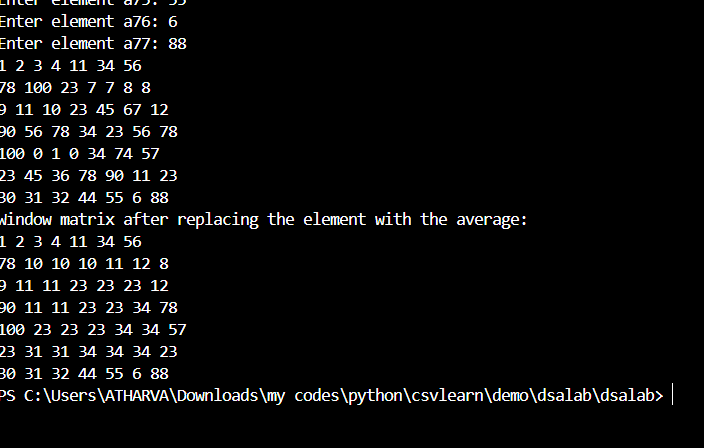 Enter element a75: 55
Enter element a76: 6
Enter element a77: 88
1 2 3 4 11 34 56
78 100 23 7 7 8 8
9 11 10 23 45 67 12
90 56 78 34 23 56 78
100 0 1 0 34 74 57
23 45 36 78 90 11 23
30 31 32 44 55 6 88
Window matrix after replacing the element with the average:
1 2 3 4 11 34 56
78 10 10 10 11 12 8
9 11 11 23 23 23 12
90 11 11 23 23 34 78
100 23 23 23 34 34 57
23 31 31 34 34 34 23
30 31 32 44 55 6 88
PS C:\Users\ATHARVA\Downloads\my codes\python\csvlearn\demo\dsalab\dsalab>